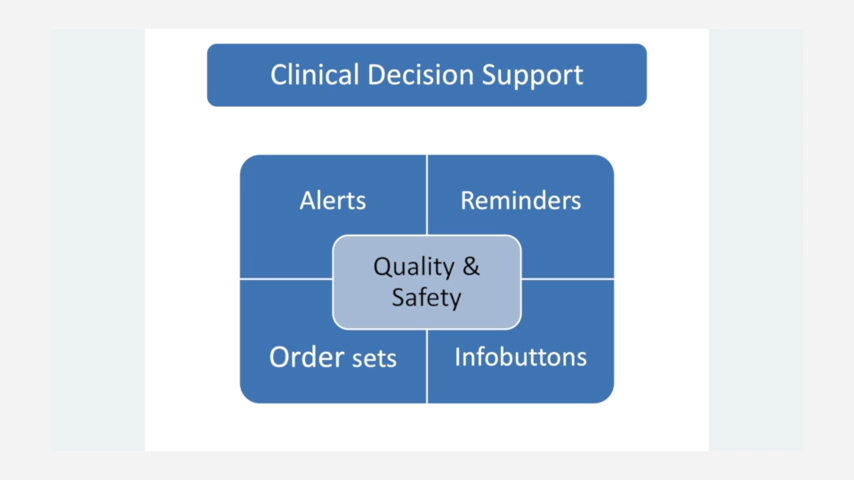 Clinical Decision Support
Alerts
Reminders
Quality &
Safety
Order sets
Infobuttons